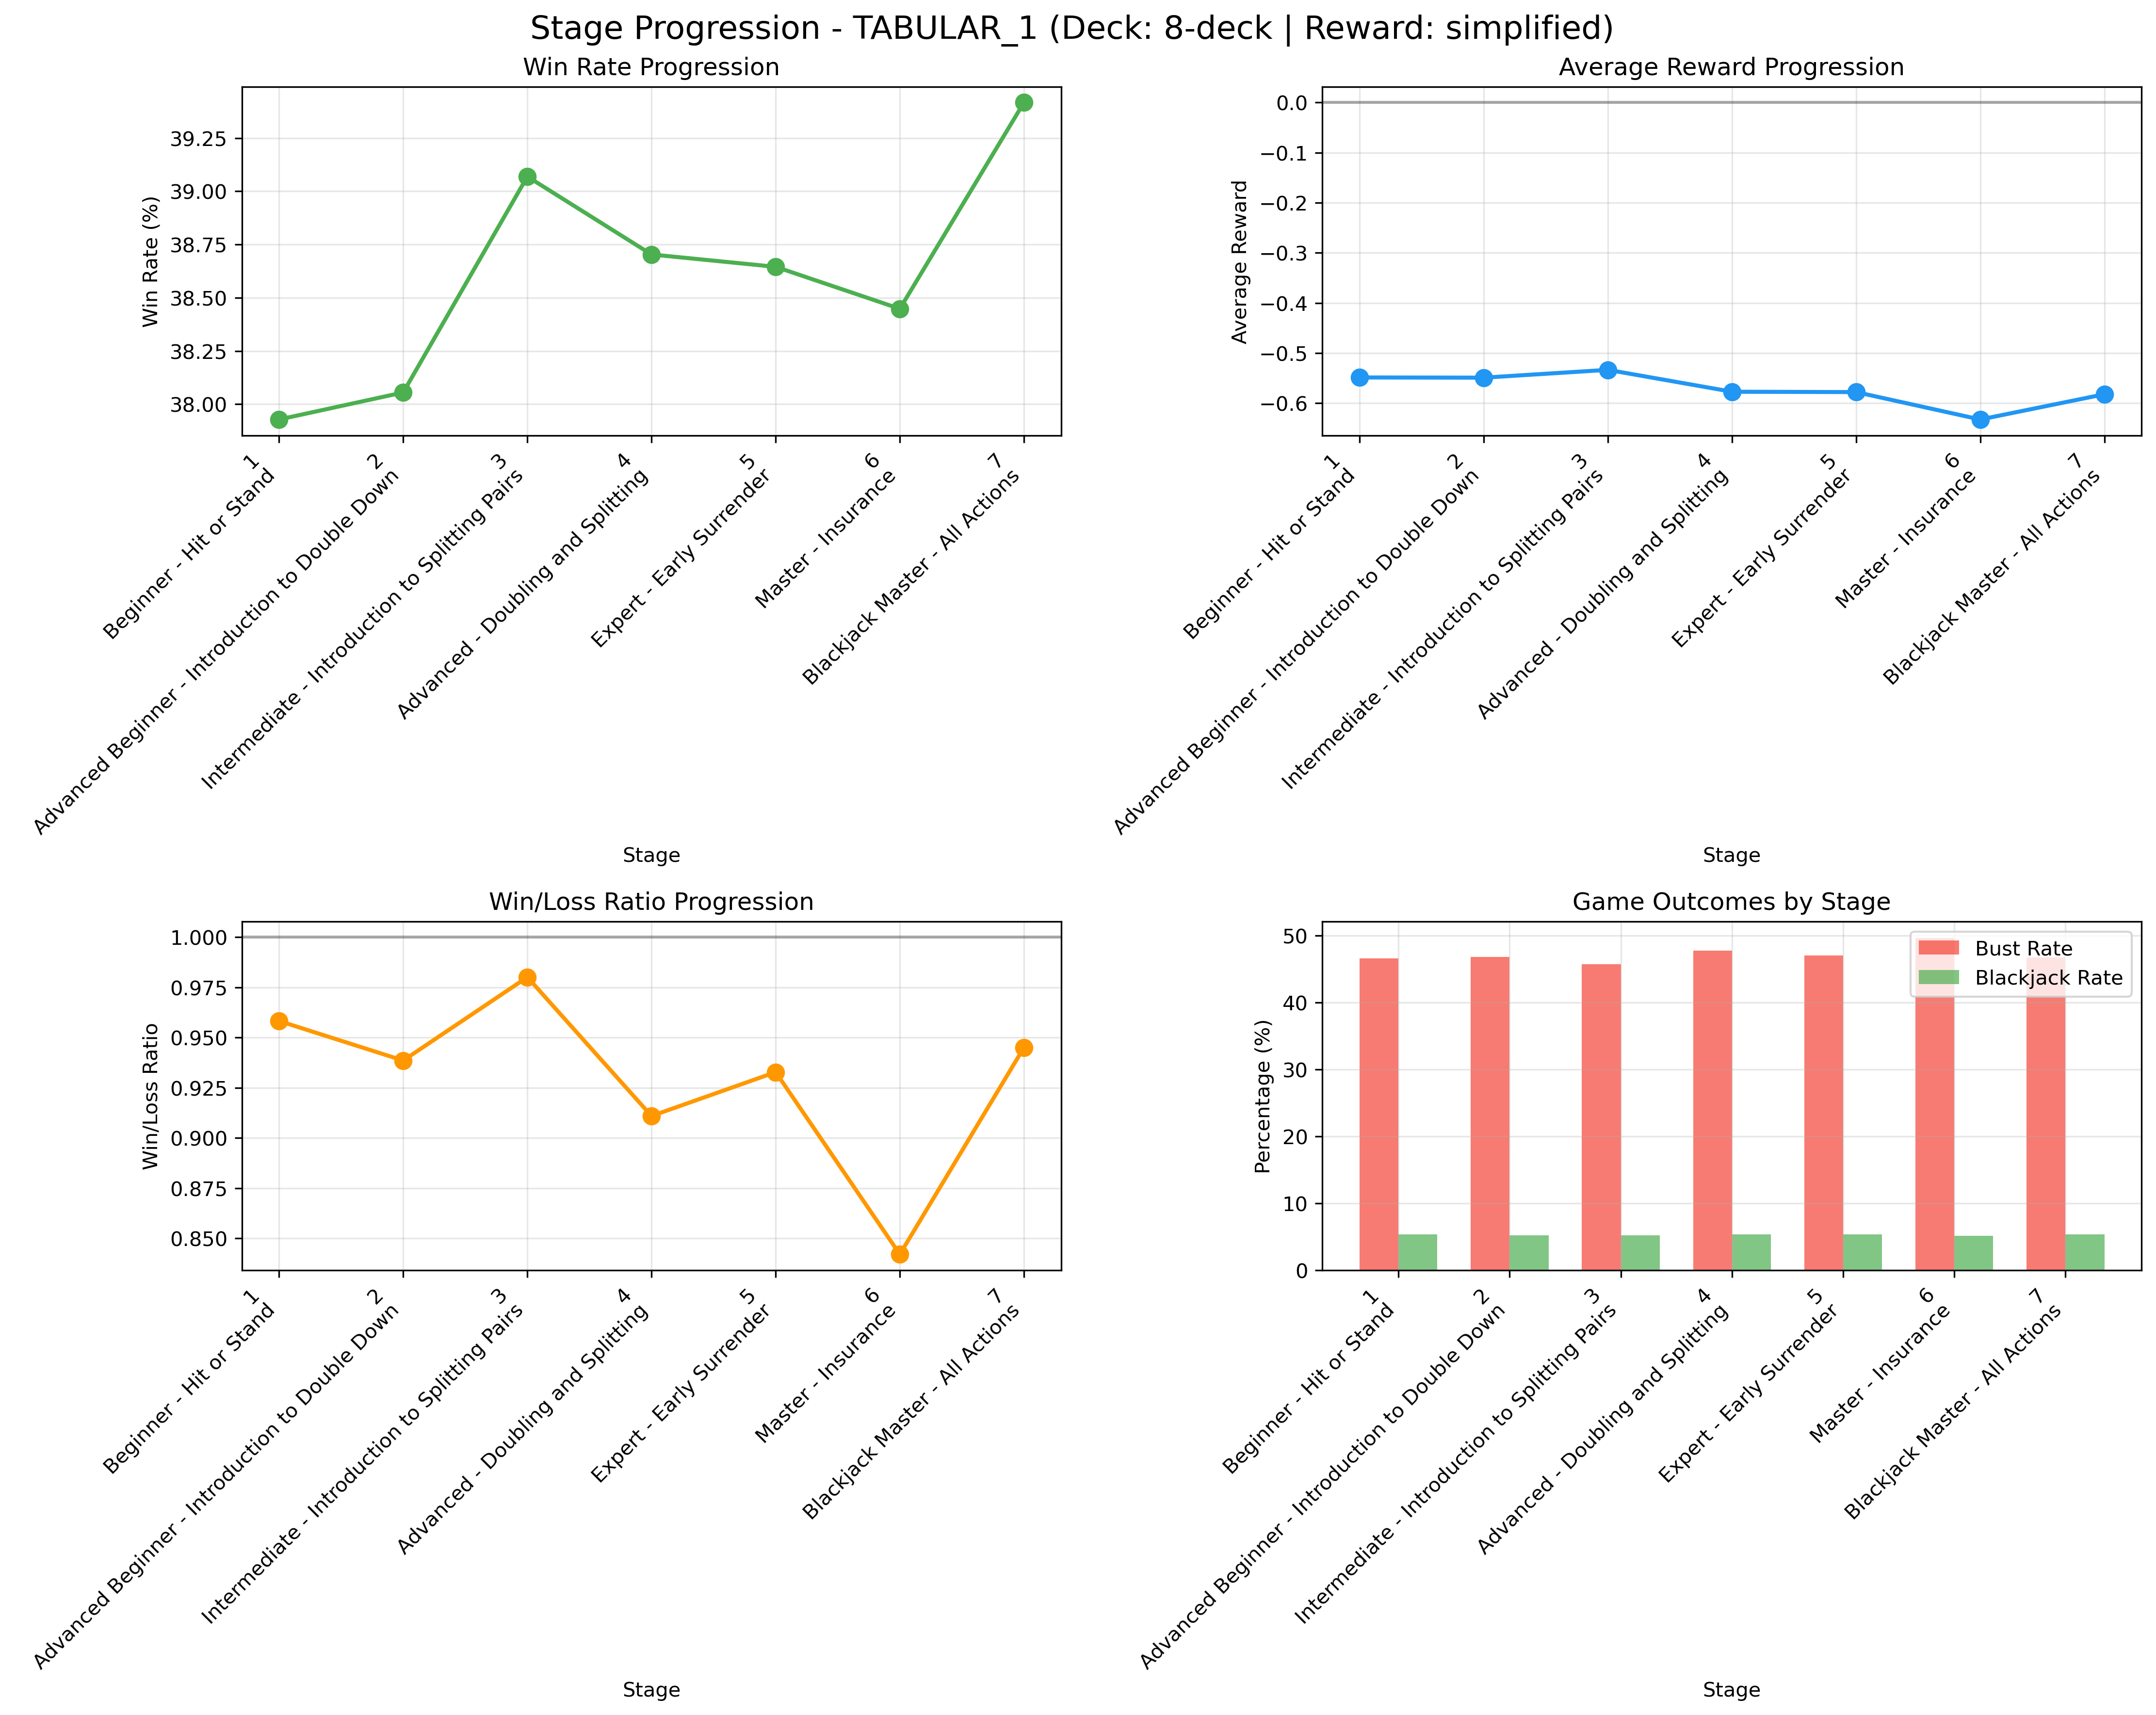 Stage Progression - TABULAR_1 (Deck: 8-deck | Reward: simplified)
Win Rate Progression
Win Rate (%)
39.25
39.00
38.75
38.50
38.25
38.00
1
Beginner - Hit or Stand
2
Advanced Beginner - Introduction to Double Down
3
Intermediate - Introduction to Splitting Pairs
4
Advanced - Doubling and Splitting
5
Expert - Early Surrender
6
Master - Insurance
7
Blackjack Master - All Actions
Stage
Average Reward Progression
Average Reward
0.0
−0.1
−0.2
−0.3
−0.4
−0.5
−0.6
1
Beginner - Hit or Stand
2
Advanced Beginner - Introduction to Double Down
3
Intermediate - Introduction to Splitting Pairs
4
Advanced - Doubling and Splitting
5
Expert - Early Surrender
6
Master - Insurance
7
Blackjack Master - All Actions
Stage
Win/Loss Ratio Progression
Win/Loss Ratio
1.000
0.975
0.950
0.925
0.900
0.875
0.850
1
Beginner - Hit or Stand
2
Advanced Beginner - Introduction to Double Down
3
Intermediate - Introduction to Splitting Pairs
4
Advanced - Doubling and Splitting
5
Expert - Early Surrender
6
Master - Insurance
7
Blackjack Master - All Actions
Stage
Game Outcomes by Stage
Percentage (%)
50
40
30
20
10
0
Bust Rate
Blackjack Rate
1
Beginner - Hit or Stand
2
Advanced Beginner - Introduction to Double Down
3
Intermediate - Introduction to Splitting Pairs
4
Advanced - Doubling and Splitting
5
Expert - Early Surrender
6
Master - Insurance
7
Blackjack Master - All Actions
Stage